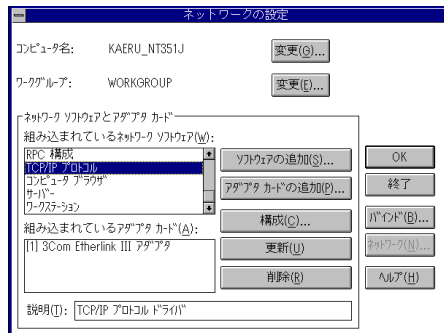 ネットワークの設定
ｺﾝﾋﾟｭｰﾀ名: KAERU_NT351J
変更(G)...
ﾜｰｸｸﾞﾙｰﾌﾟ: WORKGROUP
変更(E)...
ﾈｯﾄﾜｰｸ ｿﾌﾄｳｪｱとｱﾀﾞﾌﾟﾀ ｶｰﾄﾞ
組み込まれているﾈｯﾄﾜｰｸ ｿﾌﾄｳｪｱ(W):
RPC 構成
TCP/IP ﾌﾟﾛﾄｺﾙ
ｺﾝﾋﾟｭｰﾀ ﾌﾞﾗｳｻﾞ
ｻｰﾊﾞｰ
ﾜｰｸｽﾃｰｼｮﾝ
ｿﾌﾄｳｪｱの追加(S)...
ｱﾀﾞﾌﾟﾀ ｶｰﾄﾞの追加(P)...
構成(C)...
更新(U)
削除(R)
OK
終了
ﾊﾞｲﾝﾄﾞ(B)...
ﾈｯﾄﾜｰｸ(N)...
ﾍﾙﾌﾟ(H)
組み込まれているｱﾀﾞﾌﾟﾀ ｶｰﾄﾞ(A):
[1] 3Com Etherlink III ｱﾀﾞﾌﾟﾀ
説明(T): TCP/IP ﾌﾟﾛﾄｺﾙ ﾄﾞﾗｲﾊﾞ